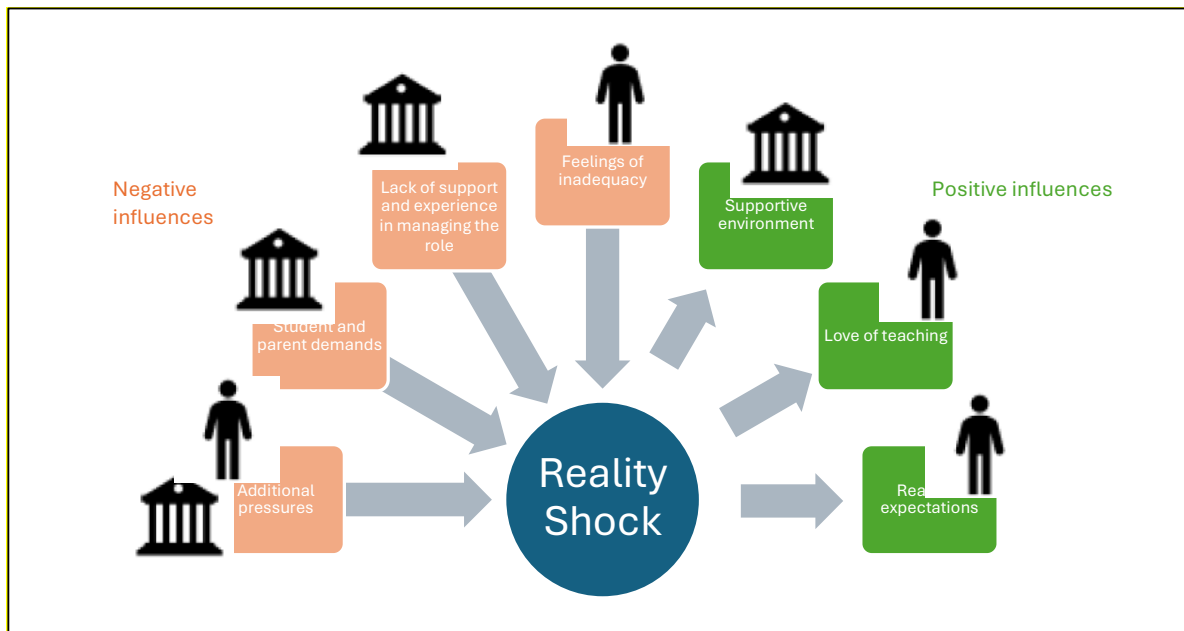 Feelings of
inadequacy
Lack of support
and experience
in managing the
role
Negative
influences
Positive influences
Supportive
environment
Student and
parent demands
Love of teaching
Reality
Shock
Additional
pressures
expectations